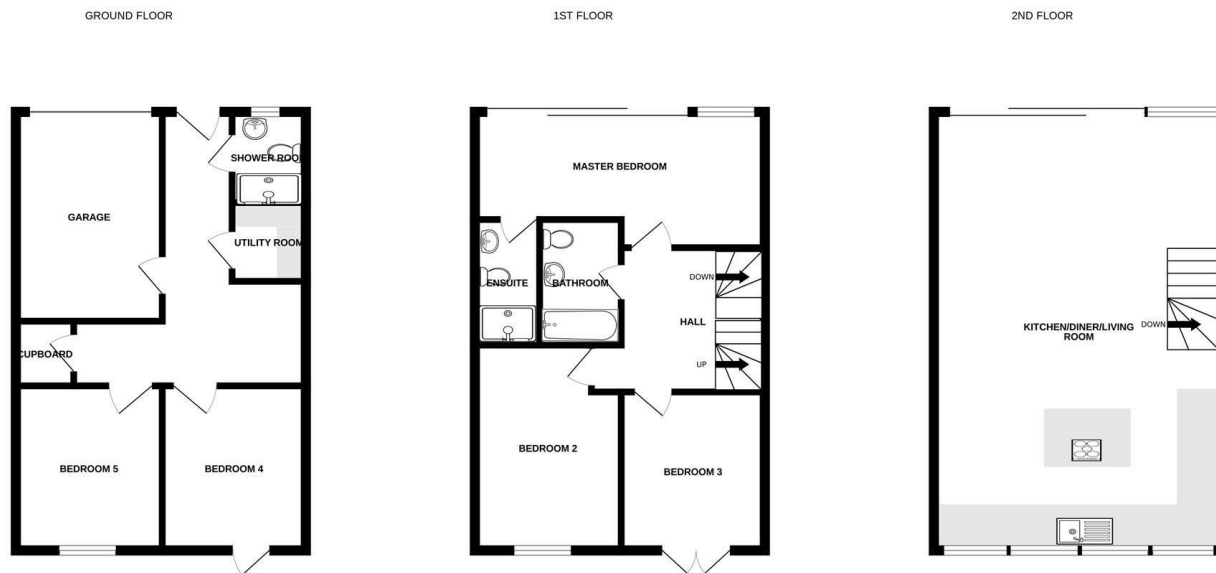 GROUND FLOOR
1ST FLOOR
2ND FLOOR
SHOWER ROOM
GARAGE
UTILITY ROOM
CUPBOARD
BEDROOM 5
BEDROOM 4
MASTER BEDROOM
ENSUITE
BATHROOM
DOWN
HALL
UP
BEDROOM 2
BEDROOM 3
KITCHEN/DINER/LIVING
ROOM
DOWN